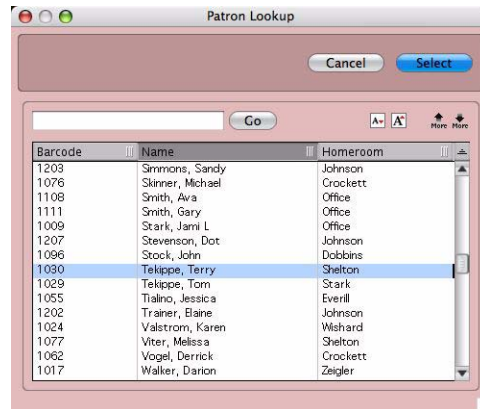 Patron Lookup
Cancel Select
Go A A More More
Barcode Name Homeroom
1203 Simmons, Sandy Johnson
1076 Skinner, Michael Crockett
1108 Smith, Ava Office
1111 Smith, Gary Office
1009 Stark, Jami L Office
1207 Stevenson, Dot Johnson
1096 Stock, John Dobbins
1030 Tekippe, Terry Shelton
1029 Tekippe, Tom Stark
1055 Tialino, Jessica Everill
1202 Trainer, Elaine Johnson
1024 Valstrom, Karen Wishard
1077 Viter, Melissa Shelton
1062 Vogel, Derrick Crockett
1017 Walker, Darion Zeigler